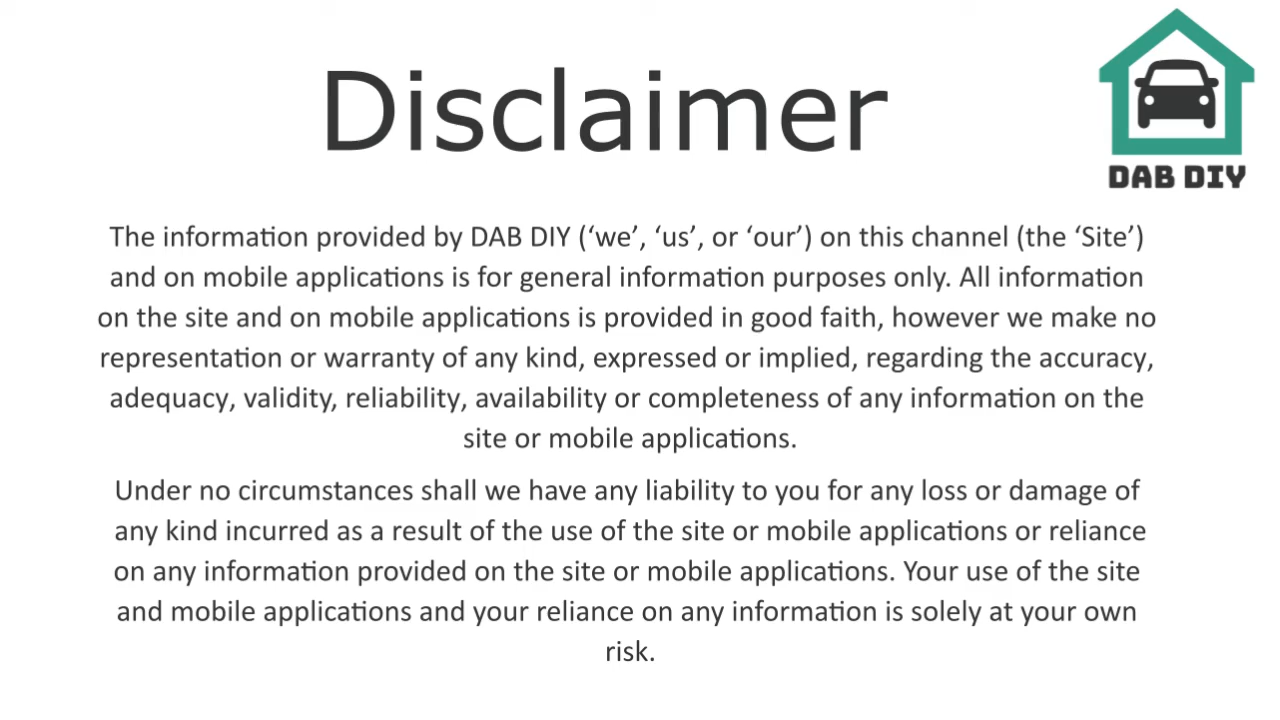 Disclaimer
DAB DIY
The information provided by DAB DIY (‘we’, ‘us’, or ‘our’) on this channel (the ‘Site’)
and on mobile applications is for general information purposes only. All information
on the site and on mobile applications is provided in good faith, however we make no
representation or warranty of any kind, expressed or implied, regarding the accuracy,
adequacy, validity, reliability, availability or completeness of any information on the
site or mobile applications.
Under no circumstances shall we have any liability to you for any loss or damage of
any kind incurred as a result of the use of the site or mobile applications or reliance
on any information provided on the site or mobile applications. Your use of the site
and mobile applications and your reliance on any information is solely at your own
risk.